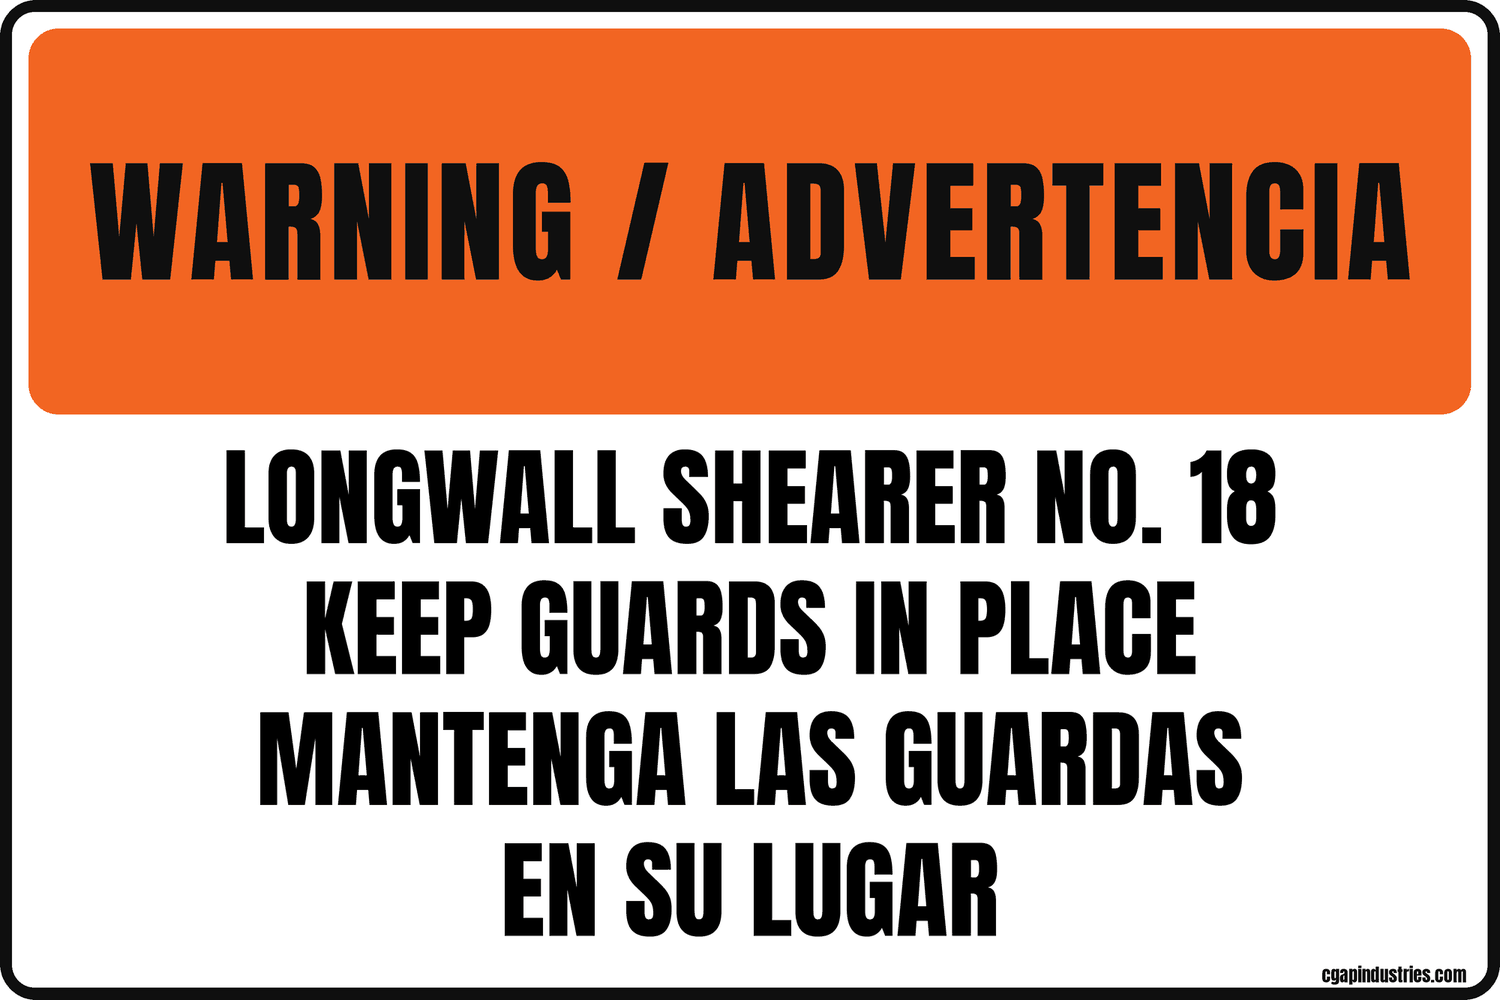 WARNING / ADVERTENCIA
LONGWALL SHEARER NO. 18
KEEP GUARDS IN PLACE
MANTENGA LAS GUARDAS
EN SU LUGAR
cgapindustries.com